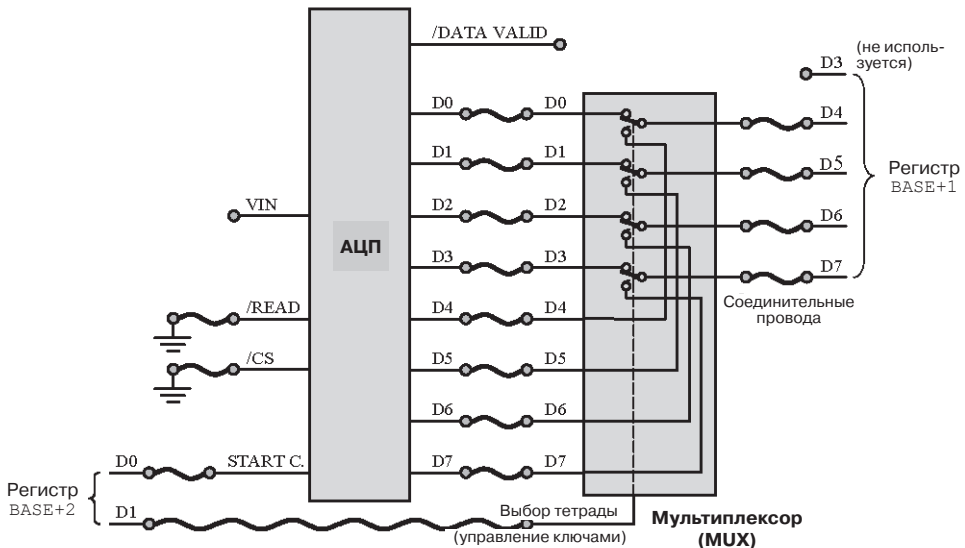 /DATA VALID
(не исполь-
зуется)
D3
D0 D0 D4
D1 D1 D5
Регистр
BASE+1
VIN
D2 D2 D6
АЦП
D3 D3 D7
Соединительные
провода
/READ
D4 D4
/CS
D5 D5
D6 D6
D0 START C.
D7 D7
Регистр
BASE+2
D1
Выбор тетрады
(управление ключами)
Мультиплексор
(MUX)